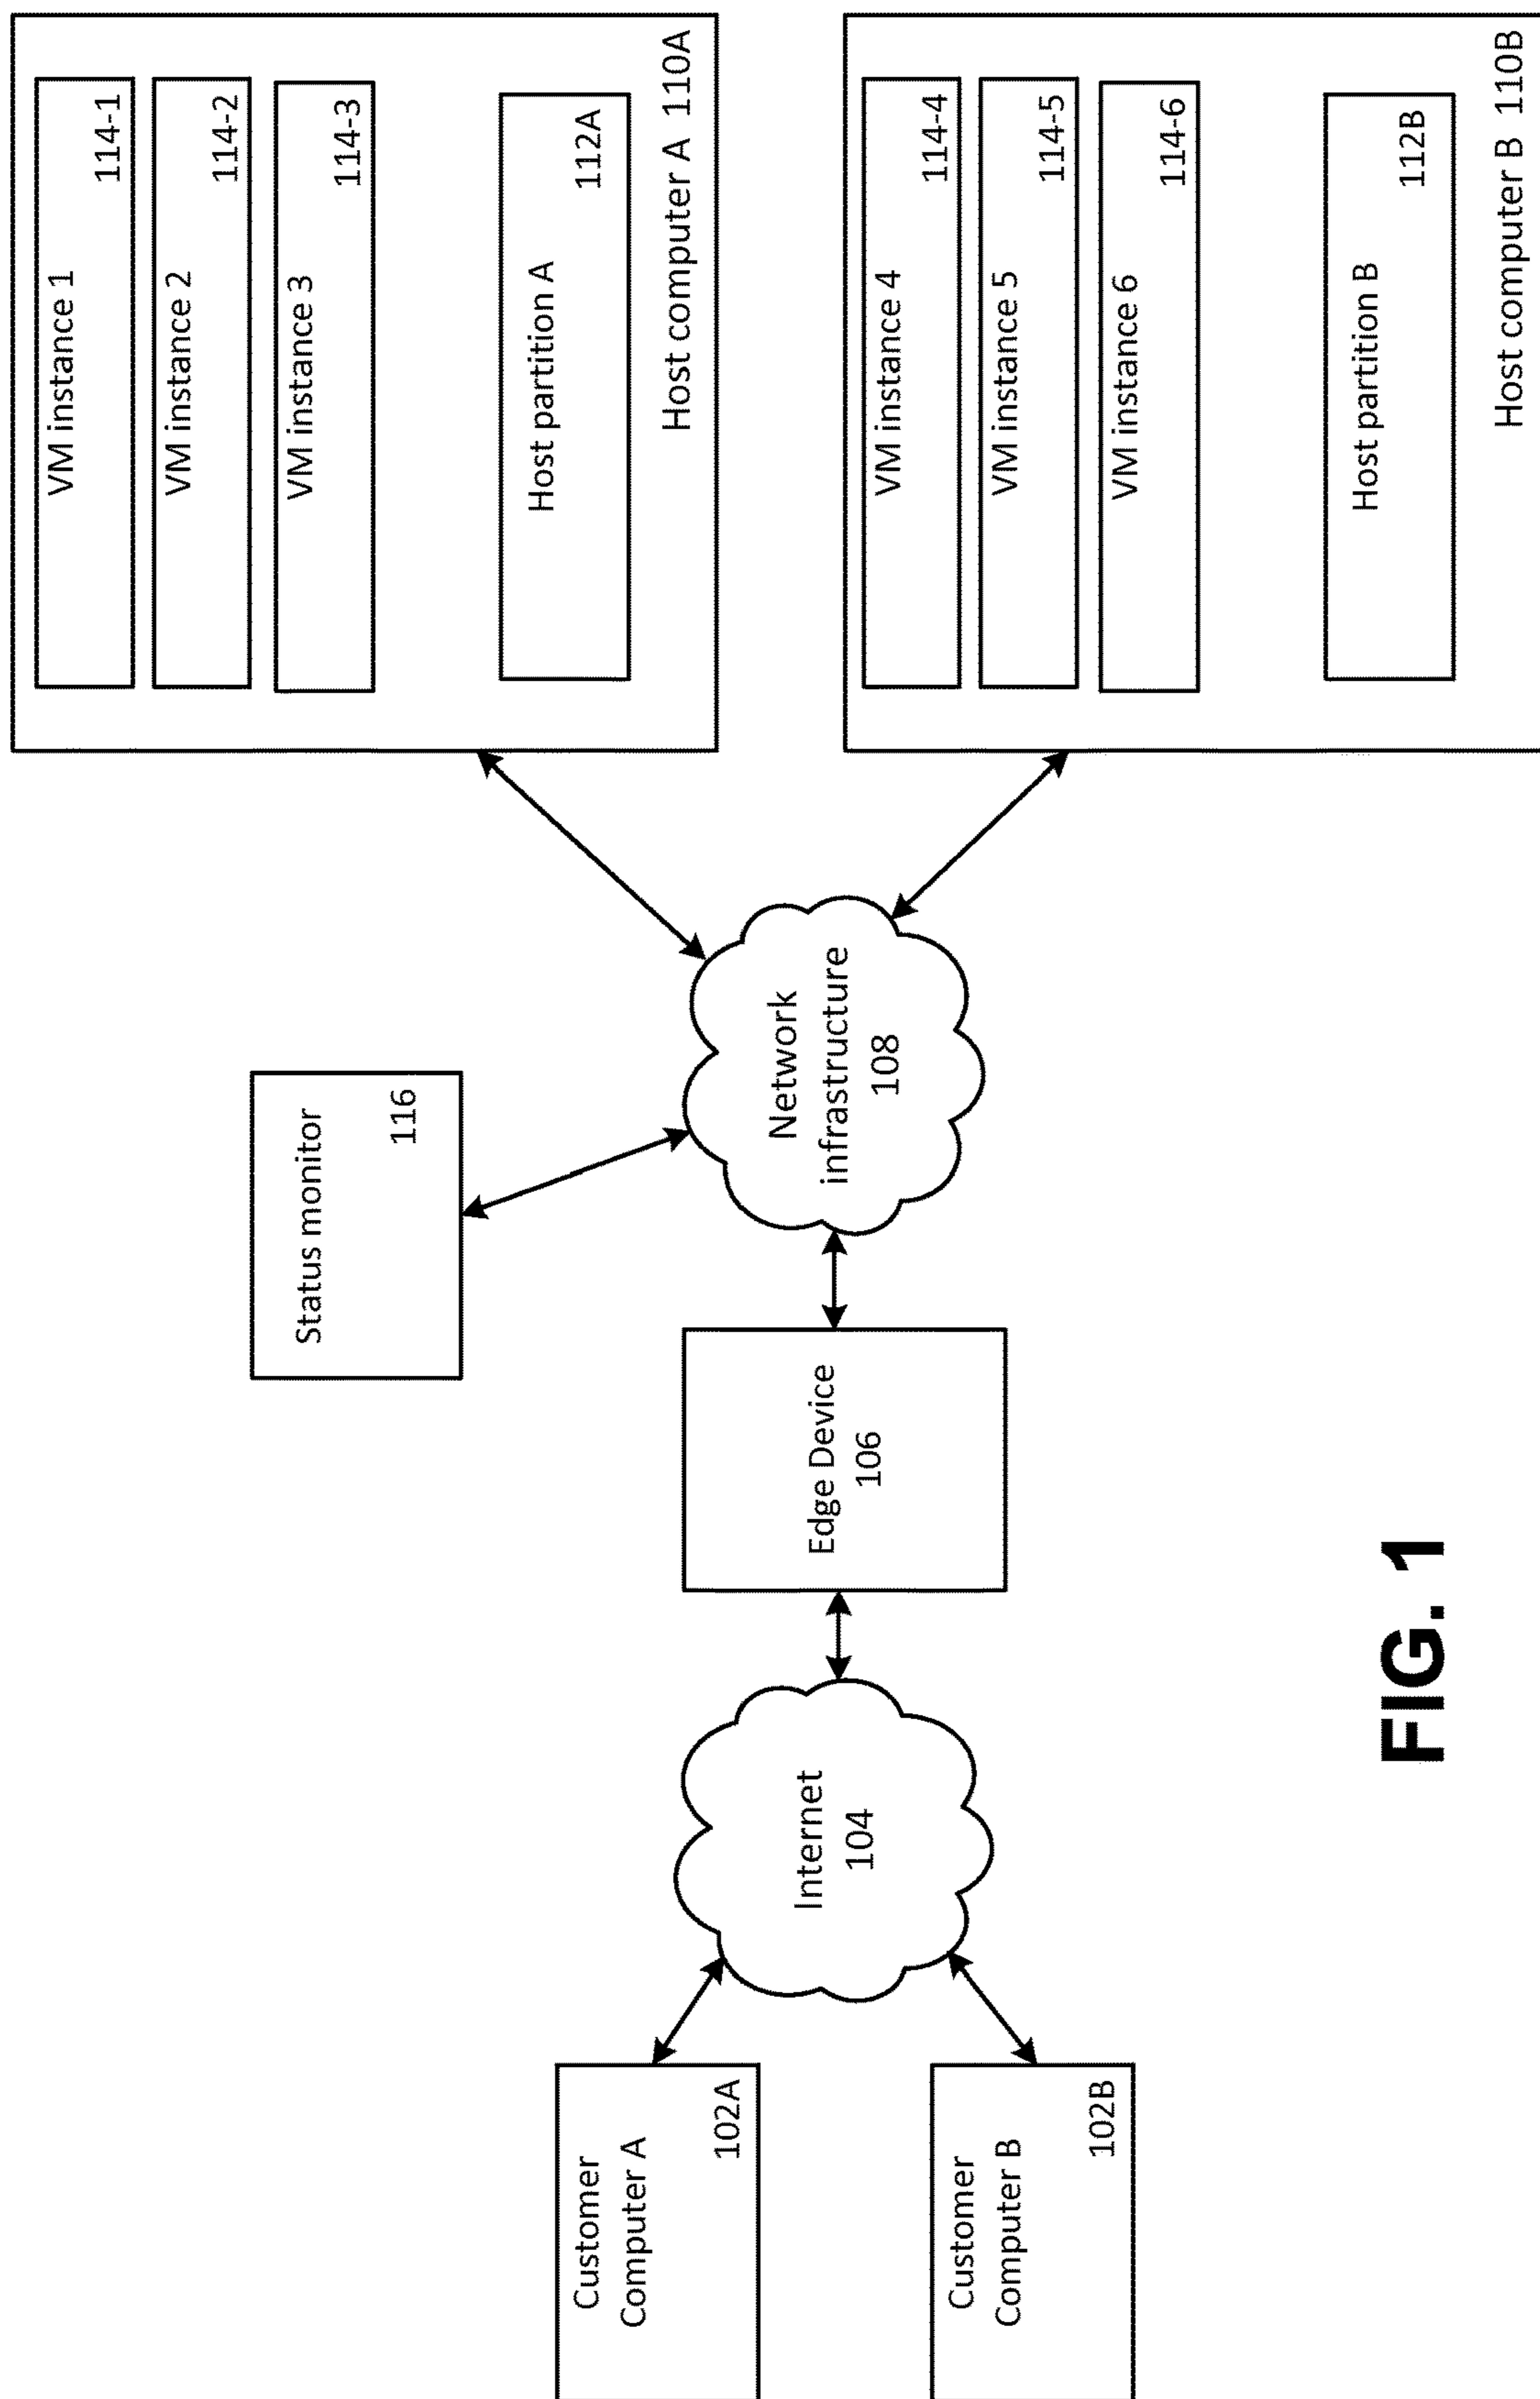 Customer
Computer A
102A
Customer
Computer B
102B
Internet
104
Edge Device
106
Status monitor
116
Network
infrastructure
108
VM instance 1
114-1
VM instance 2
114-2
VM instance 3
114-3
Host partition A
112A
Host computer A 110A
VM instance 4
114-4
VM instance 5
114-5
VM instance 6
114-6
Host partition B
112B
Host computer B 110B
FIG. 1